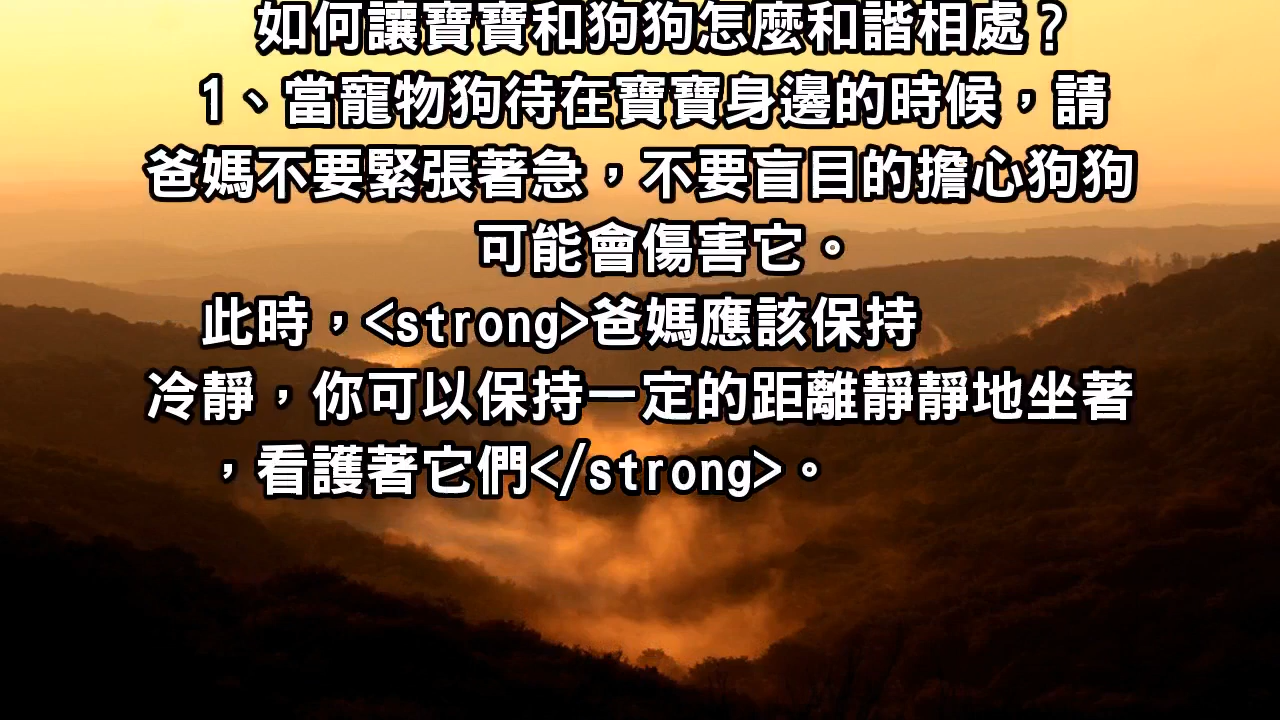 如何讓寶寶和狗狗怎麼和諧相處？
1、當寵物狗待在寶寶身邊的時候，請
爸媽不要緊張著急，不要盲目的擔心狗狗
可能會傷害它。
此時，<strong>爸媽應該保持
冷靜，你可以保持一定的距離靜靜地坐著
，看護著它們</strong>。